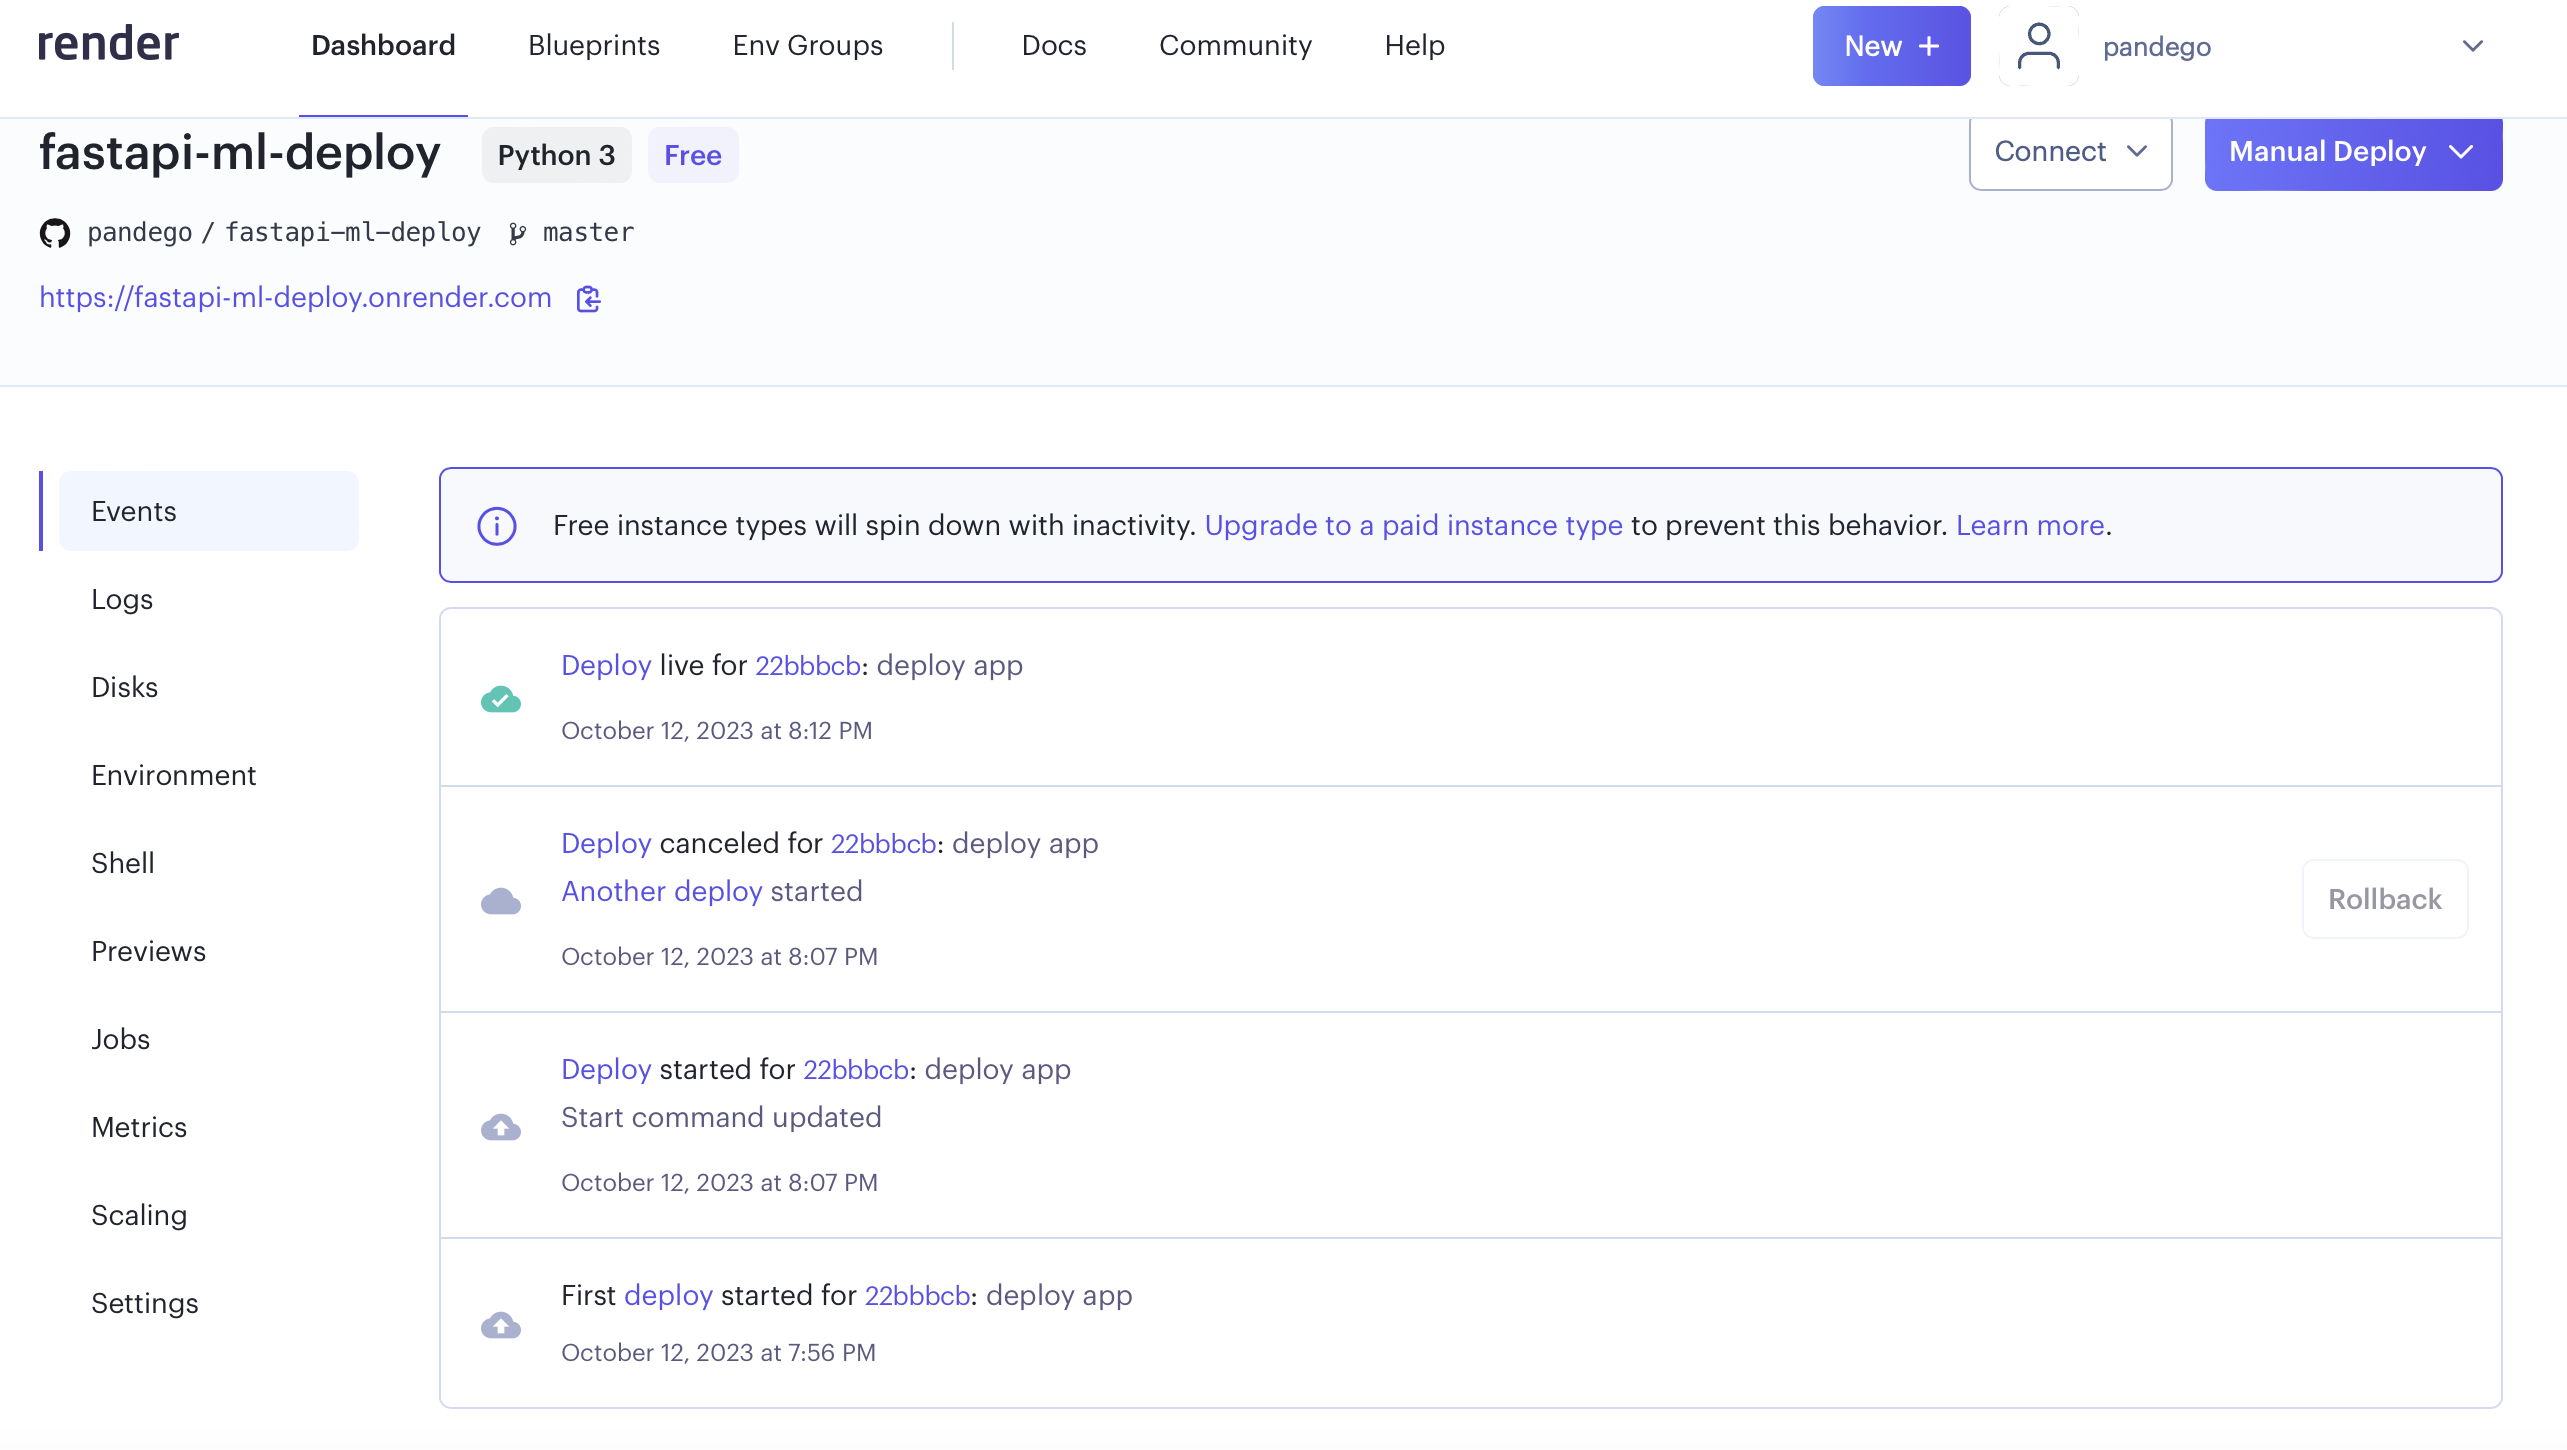 render Dashboard Blueprints Env Groups Docs Community Help New + pandego
fastapi-ml-deploy Python 3 Free Connect Manual Deploy
pandego / fastapi-ml-deploy master
https://fastapi-ml-deploy.onrender.com
Events
Logs
Disks
Environment
Shell
Previews
Jobs
Metrics
Scaling
Settings
Free instance types will spin down with inactivity. Upgrade to a paid instance type to prevent this behavior. Learn more.
Deploy live for 22bbbcb: deploy app
October 12, 2023 at 8:12 PM
Deploy canceled for 22bbbcb: deploy app
Another deploy started
October 12, 2023 at 8:07 PM
Rollback
Deploy started for 22bbbcb: deploy app
Start command updated
October 12, 2023 at 8:07 PM
First deploy started for 22bbbcb: deploy app
October 12, 2023 at 7:56 PM